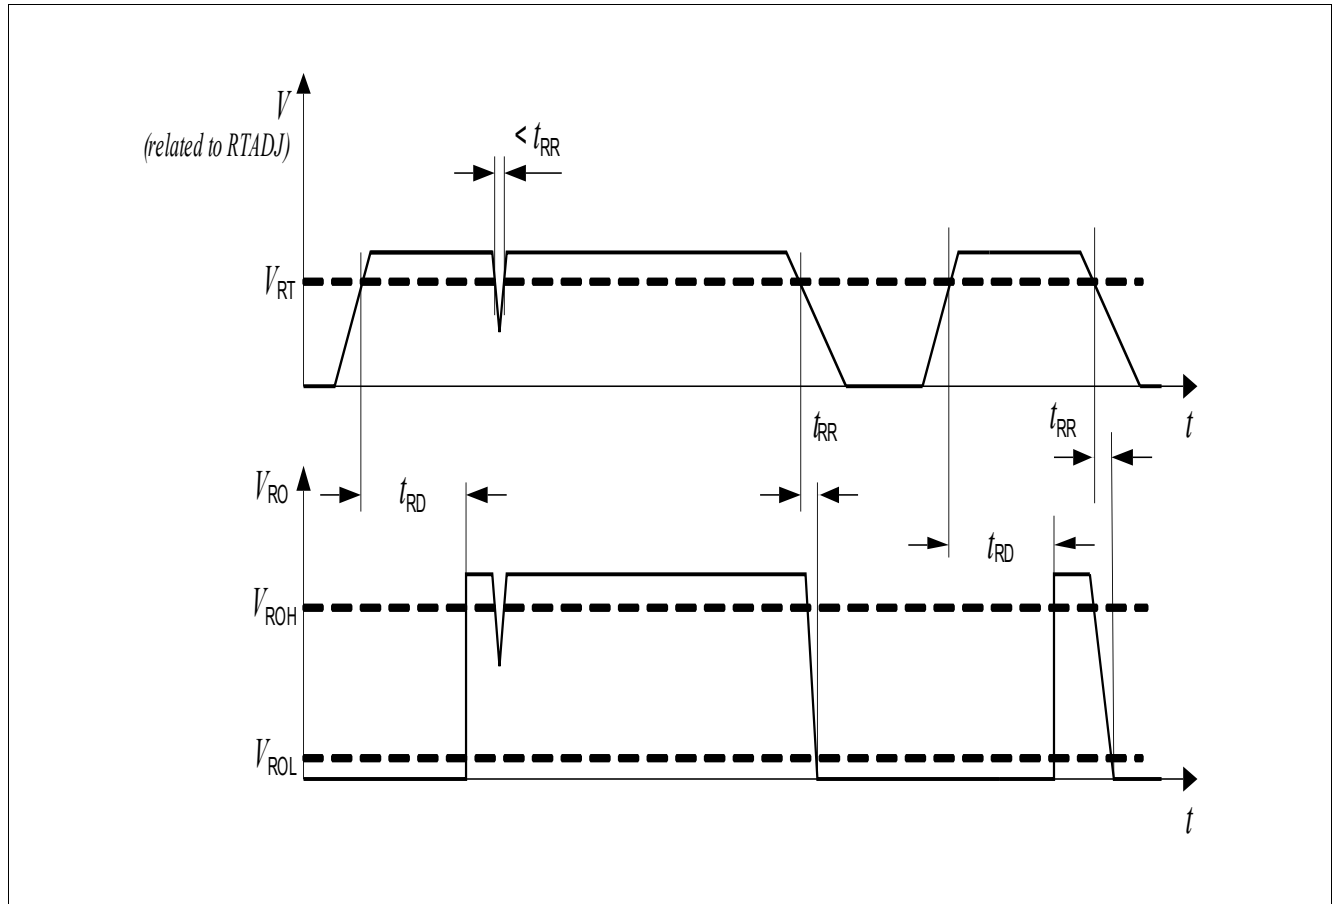 V
(related to RTADJ)
< tRR
VRT
tRR
tRR
t
VRO
tRD
tRD
VROH
VROL
t